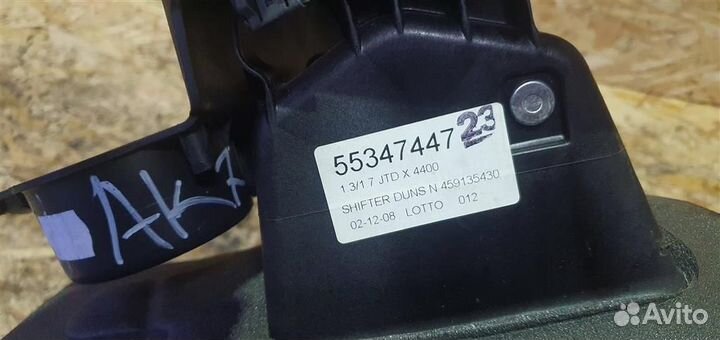 55347447 23
1.3/1 7 JTD X 4400
SHIFTER DUNS N 459135430
02-12-08 LOTTO 012
AK7
Avito